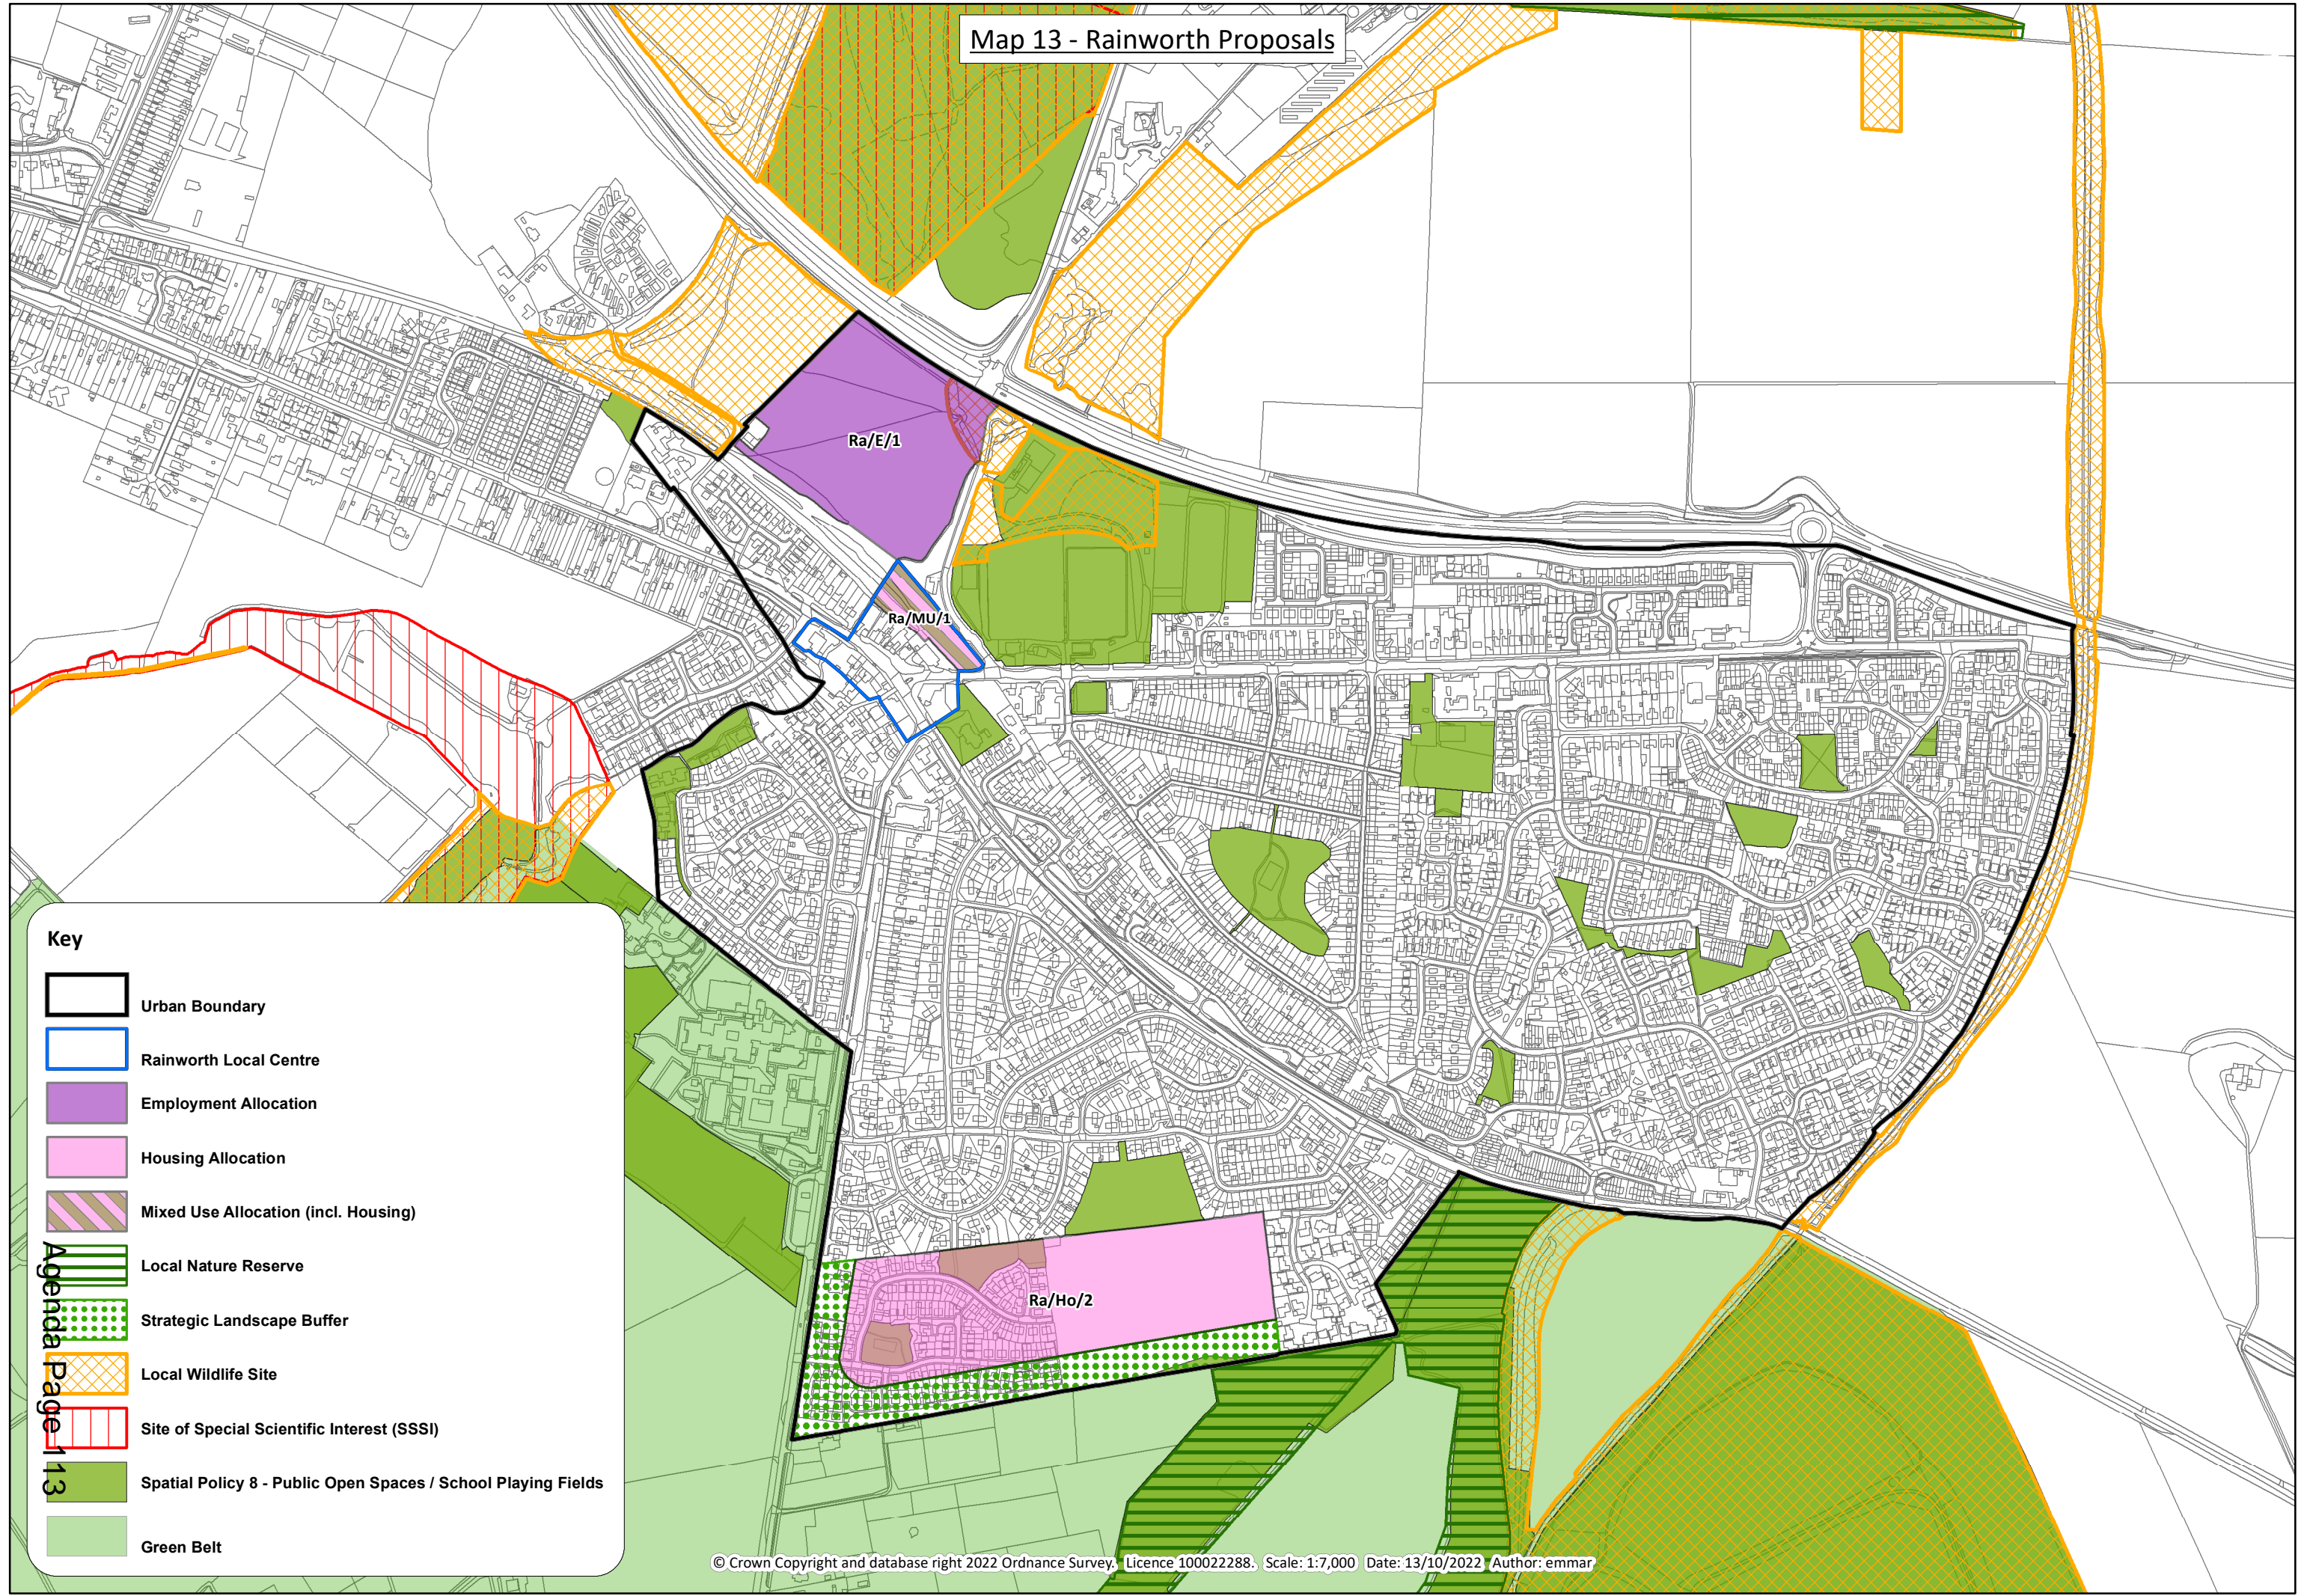 Map 13 - Rainworth Proposals
Ra/E/1
Ra/MU/1
Ra/Ho/2
Key
Urban Boundary
Rainworth Local Centre
Employment Allocation
Housing Allocation
Mixed Use Allocation (incl. Housing)
Local Nature Reserve
Strategic Landscape Buffer
Local Wildlife Site
Site of Special Scientific Interest (SSSI)
Spatial Policy 8 - Public Open Spaces / School Playing Fields
Green Belt
Agenda Page 113
© Crown Copyright and database right 2022 Ordnance Survey. Licence 100022288. Scale: 1:7,000 Date: 13/10/2022 Author: emmar